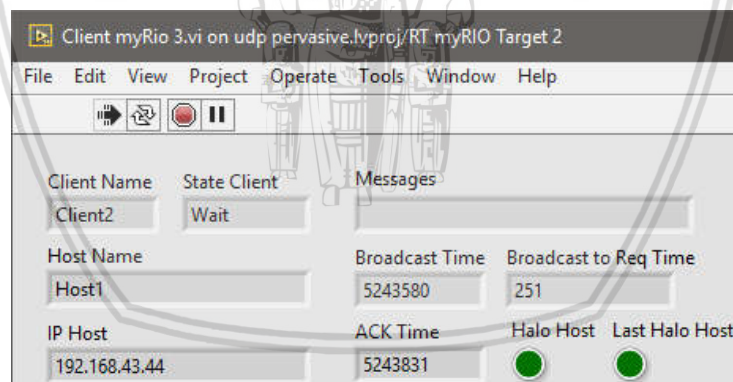 Client myRio 3.vi on udp pervasive.lvproj/RT myRIO Target 2
File Edit View Project Operate Tools Window Help
Client Name State Client Messages
Client2 Wait
Host Name Broadcast Time Broadcast to Req Time
Host1 5243580 251
IP Host ACK Time Halo Host Last Halo Host
192.168.43.44 5243831